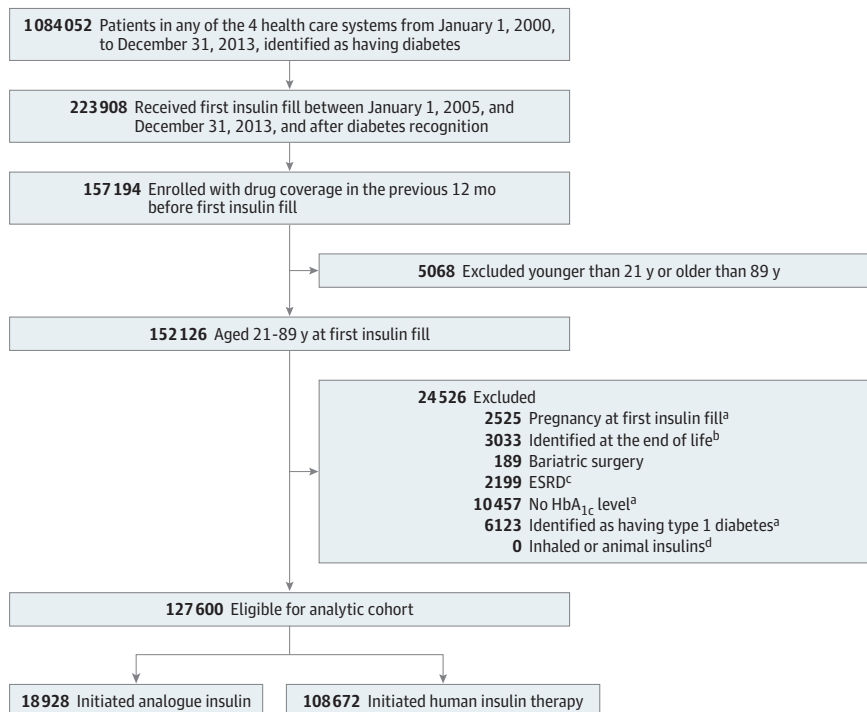 1084052 Patients in any of the 4 health care systems from January 1, 2000,
to December 31, 2013, identified as having diabetes
223908 Received first insulin fill between January 1, 2005, and
December 31, 2013, and after diabetes recognition
157194 Enrolled with drug coverage in the previous 12 mo
before first insulin fill
5068 Excluded younger than 21 y or older than 89 y
152126 Aged 21-89 y at first insulin fill
24526 Excluded
2525 Pregnancy at first insulin fillᵃ
3033 Identified at the end of lifeᵇ
189 Bariatric surgery
2199 ESRDᶜ
10457 No HbA₁c levelᵃ
6123 Identified as having type 1 diabetesᵃ
0 Inhaled or animal insulinsᵈ
127600 Eligible for analytic cohort
18928 Initiated analogue insulin
108672 Initiated human insulin therapy